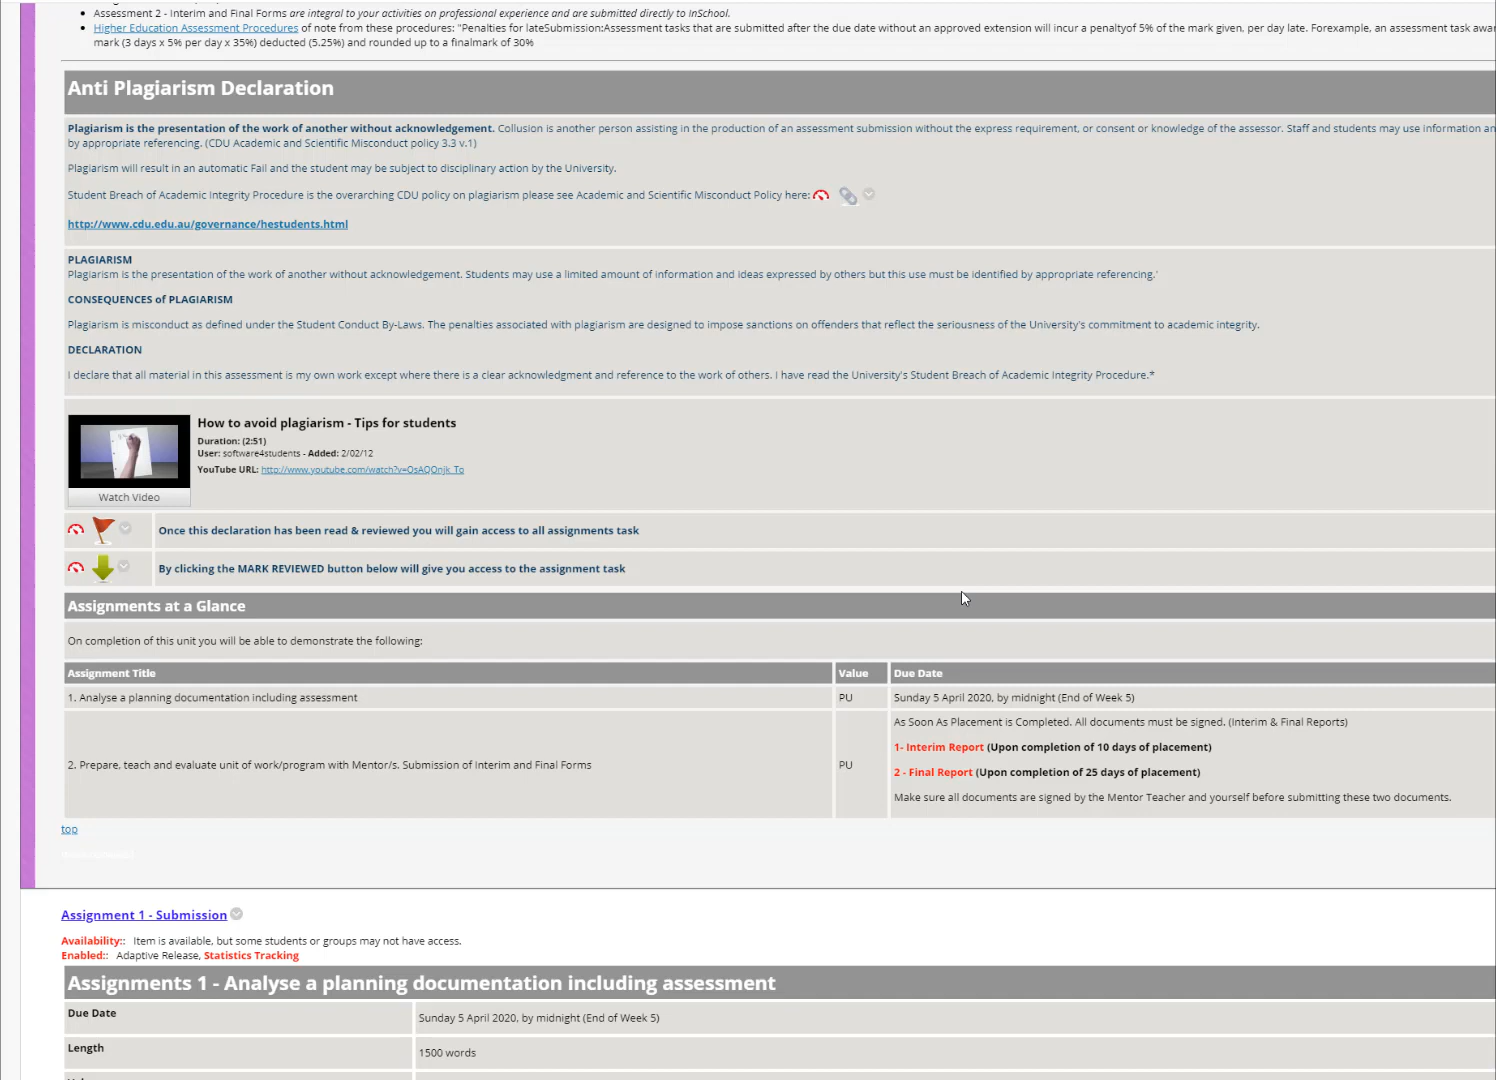 • Assessment 2 - Interim and Final Forms are integral to your activities on professional experience and are submitted directly to InSchool.
• Higher Education Assessment Procedures of note from these procedures: "Penalties for lateSubmission:Assessment tasks that are submitted after the due date without an approved extension will incur a penaltyof 5% of the mark given, per day late. Forexample, an assessment task awa
mark (3 days x 5% per day x 35%) deducted (5.25%) and rounded up to a finalmark of 30%
Anti Plagiarism Declaration
Plagiarism is the presentation of the work of another without acknowledgement. Collusion is another person assisting in the production of an assessment submission without the express requirement, or consent or knowledge of the assessor. Staff and students may use information an
by appropriate referencing. (CDU Academic and Scientific Misconduct policy 3.3 v.1)
Plagiarism will result in an automatic Fail and the student may be subject to disciplinary action by the University.
Student Breach of Academic Integrity Procedure is the overarching CDU policy on plagiarism please see Academic and Scientific Misconduct Policy here:
http://www.cdu.edu.au/governance/hestudents.html
PLAGIARISM
Plagiarism is the presentation of the work of another without acknowledgement. Students may use a limited amount of information and ideas expressed by others but this use must be identified by appropriate referencing.'
CONSEQUENCES of PLAGIARISM
Plagiarism is misconduct as defined under the Student Conduct By-Laws. The penalties associated with plagiarism are designed to impose sanctions on offenders that reflect the seriousness of the University's commitment to academic integrity.
DECLARATION
I declare that all material in this assessment is my own work except where there is a clear acknowledgment and reference to the work of others. I have read the University's Student Breach of Academic Integrity Procedure.*
How to avoid plagiarism - Tips for students
Duration: (2:51)
User: software4students - Added: 2/02/12
YouTube URL: http://www.youtube.com/watch?v=OsAQOnjk_To
Watch Video
Once this declaration has been read & reviewed you will gain access to all assignments task
By clicking the MARK REVIEWED button below will give you access to the assignment task
Assignments at a Glance
On completion of this unit you will be able to demonstrate the following:
Assignment Title Value Due Date
1. Analyse a planning documentation including assessment PU Sunday 5 April 2020, by midnight (End of Week 5)
As Soon As Placement is Completed. All documents must be signed. (Interim & Final Reports)
1- Interim Report (Upon completion of 10 days of placement)
2. Prepare, teach and evaluate unit of work/program with Mentor/s. Submission of Interim and Final Forms PU
2 - Final Report (Upon completion of 25 days of placement)
Make sure all documents are signed by the Mentor Teacher and yourself before submitting these two documents.
top
Assignment 1 - Submission
Availability:: Item is available, but some students or groups may not have access.
Enabled:: Adaptive Release, Statistics Tracking
Assignments 1 - Analyse a planning documentation including assessment
Due Date Sunday 5 April 2020, by midnight (End of Week 5)
Length 1500 words